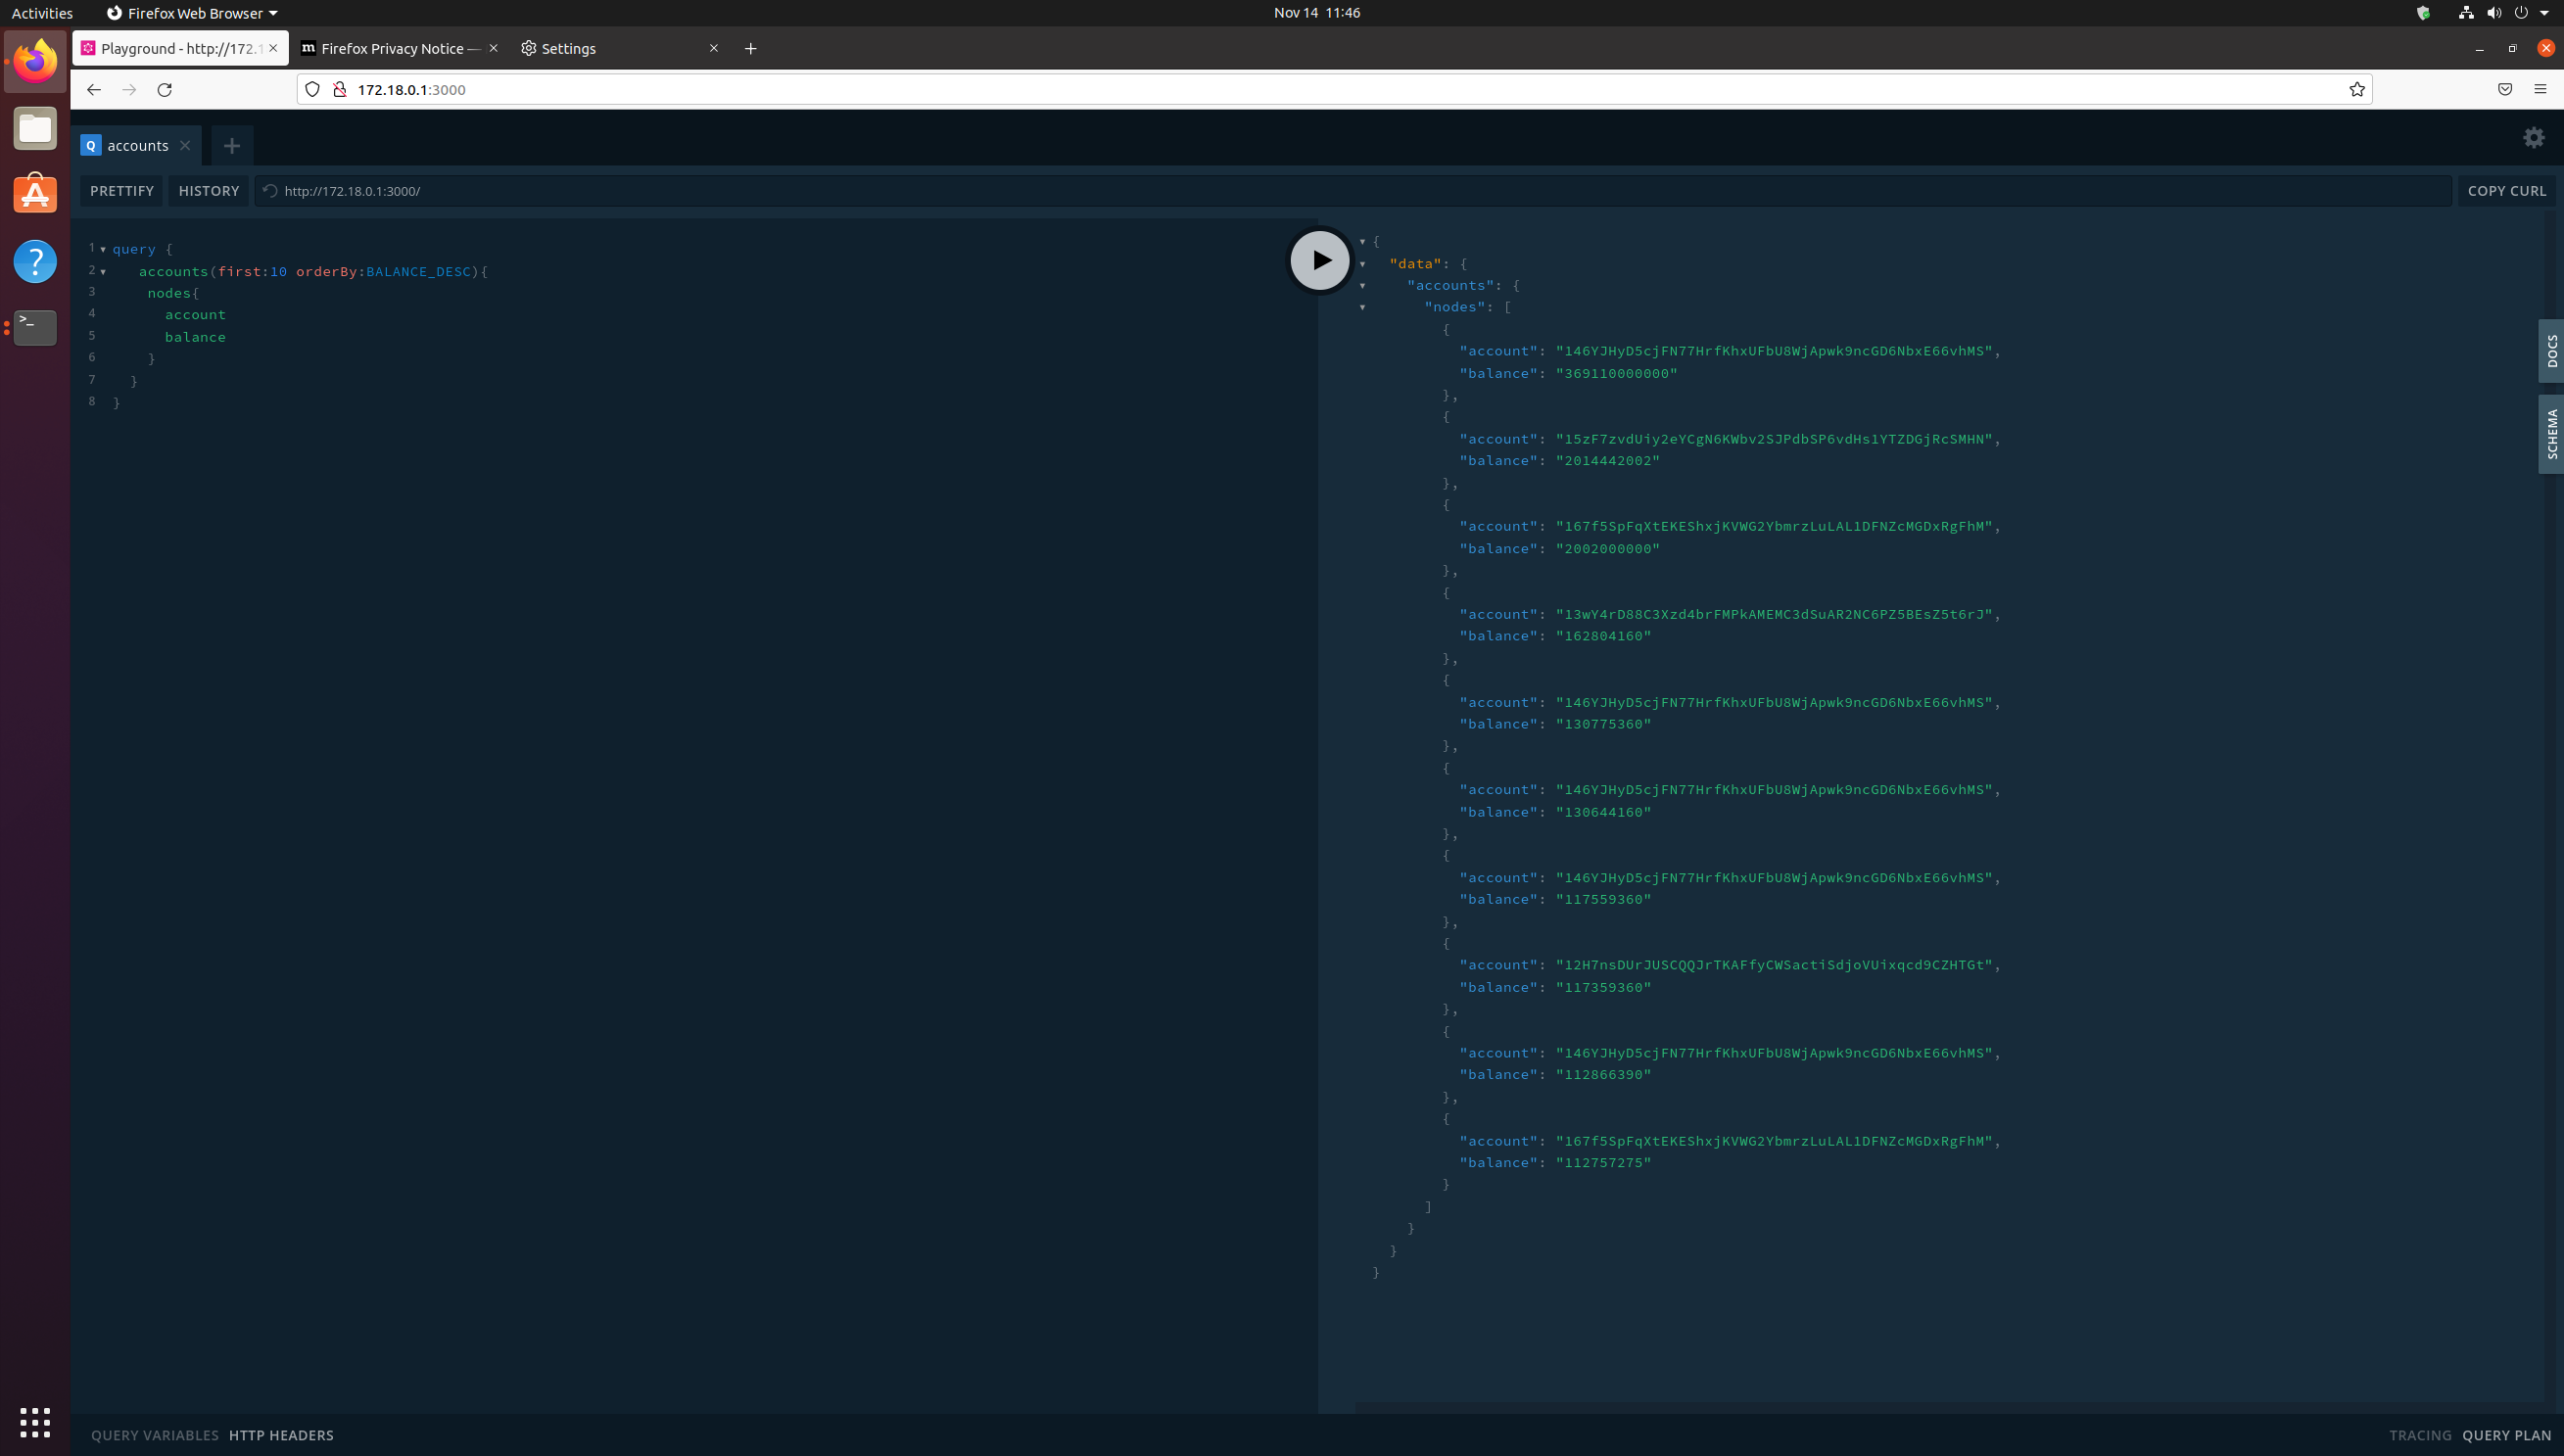 Activities Firefox Web Browser Nov 14 11:46
Playground - http://172.1 Firefox Privacy Notice — Settings
172.18.0.1:3000
Q accounts
PRETTIFY HISTORY http://172.18.0.1:3000/ COPY CURL
1 query {
2 accounts(first:10 orderBy:BALANCE_DESC){
3 nodes{
4 account
5 balance
6 }
7 }
8 }
{
"data": {
"accounts": {
"nodes": [
{
"account": "146YJHyD5cjFN77HrfKhxUFbU8WjApwk9ncGD6NbxE66vhMS",
"balance": "369110000000"
},
{
"account": "15zF7zvdUiy2eYCgN6KWbv2SJPdbSP6vdHs1YTZDGjRcSMHN",
"balance": "2014442002"
},
{
"account": "167f5SpFqXtEKEShxjKVWG2YbmrzLuLAL1DFNZcMGDxRgFhM",
"balance": "2002000000"
},
{
"account": "13wY4rD88C3Xzd4brFMPkAMEMC3dSuAR2NC6PZ5BEsZ5t6rJ",
"balance": "162804160"
},
{
"account": "146YJHyD5cjFN77HrfKhxUFbU8WjApwk9ncGD6NbxE66vhMS",
"balance": "130775360"
},
{
"account": "146YJHyD5cjFN77HrfKhxUFbU8WjApwk9ncGD6NbxE66vhMS",
"balance": "130644160"
},
{
"account": "146YJHyD5cjFN77HrfKhxUFbU8WjApwk9ncGD6NbxE66vhMS",
"balance": "117559360"
},
{
"account": "12H7nsDUrJUSCQQJrTKAFfyCWSactiSdjoVUixqcd9CZHTGt",
"balance": "117359360"
},
{
"account": "146YJHyD5cjFN77HrfKhxUFbU8WjApwk9ncGD6NbxE66vhMS",
"balance": "112866390"
},
{
"account": "167f5SpFqXtEKEShxjKVWG2YbmrzLuLAL1DFNZcMGDxRgFhM",
"balance": "112757275"
}
]
}
}
}
DOCS
SCHEMA
QUERY VARIABLES HTTP HEADERS TRACING QUERY PLAN